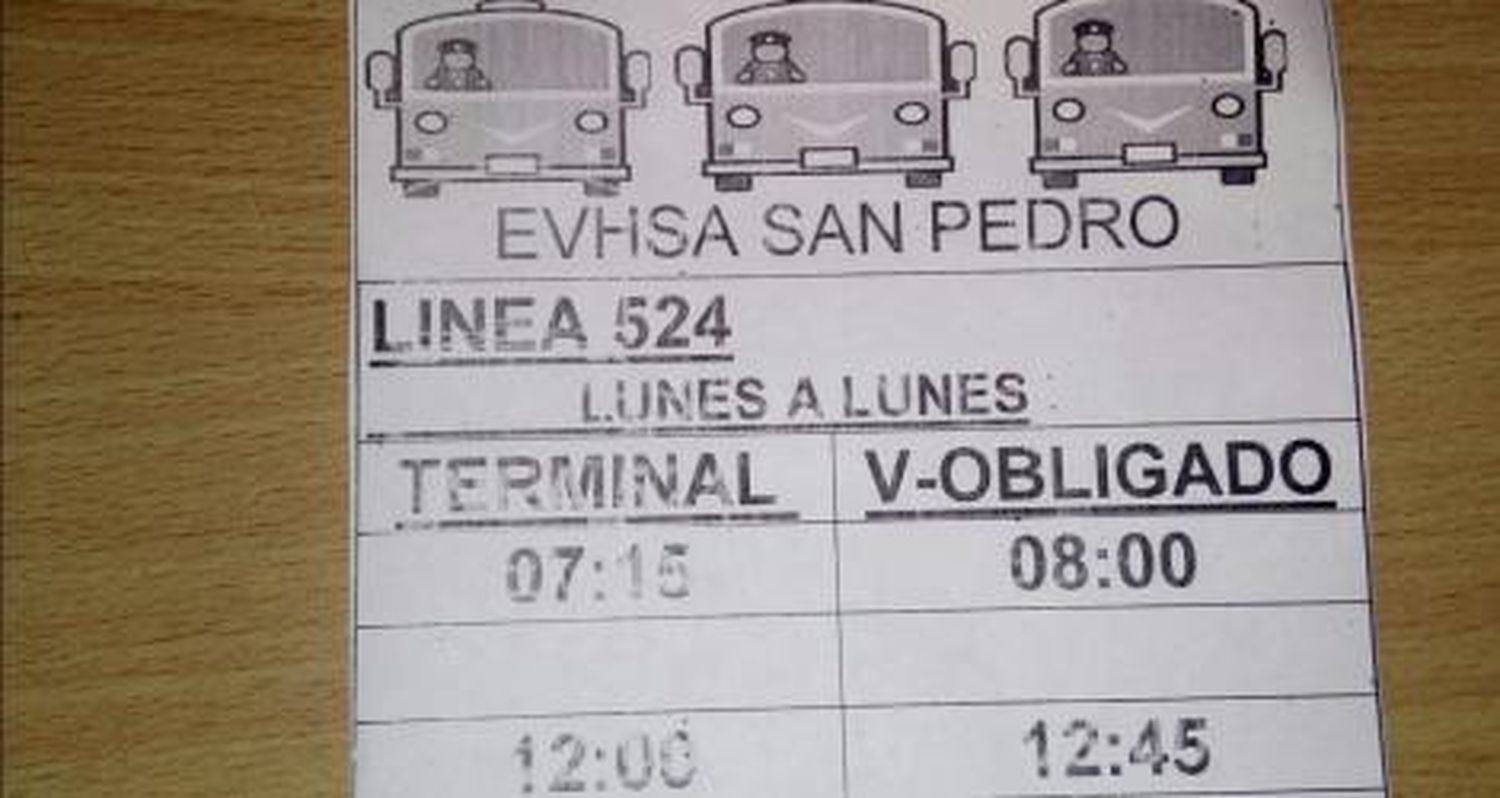 EVHSA SAN PEDRO
LINEA 524
LUNES A LUNES
TERMINAL V-OBLIGADO
07:15 08:00
12:00 12:45